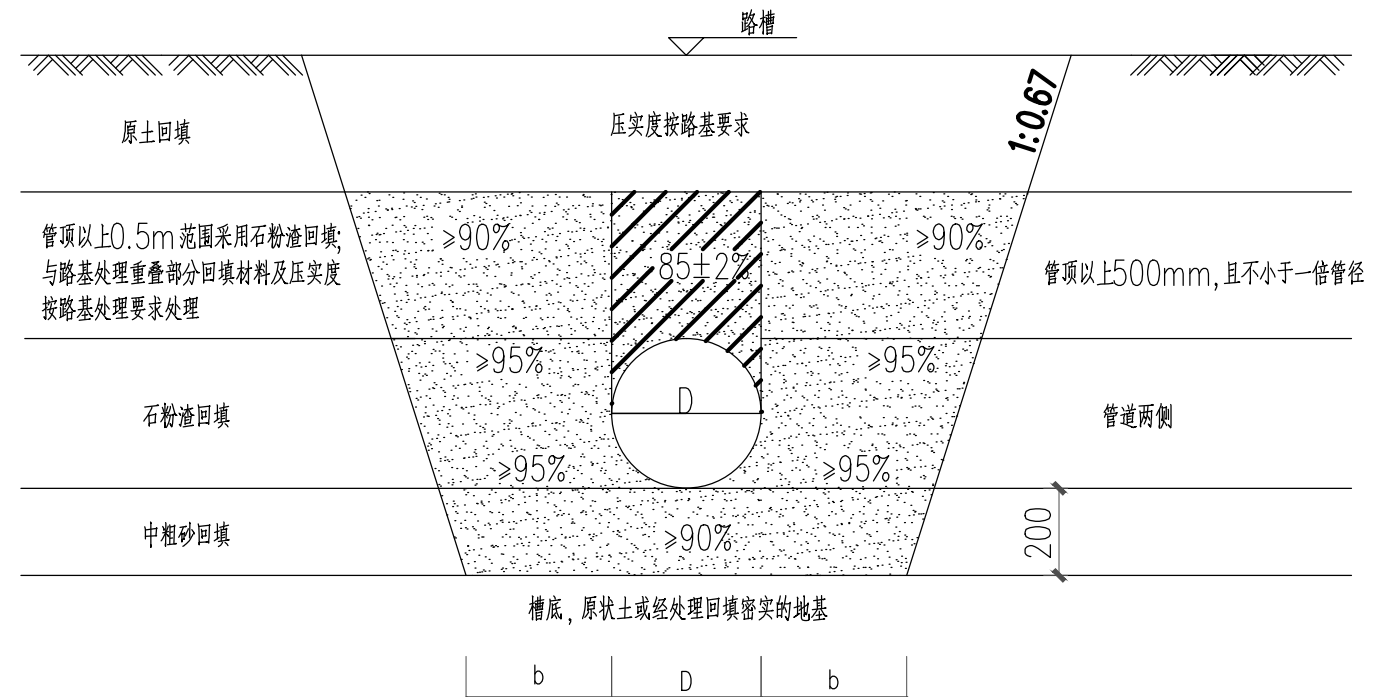 路槽
1:0.67
原土回填
压实度按路基要求
管顶以上0.5m范围采用石粉渣回填;
与路基处理重叠部分回填材料及压实度
按路基处理要求处理
≥90%
85±2%
≥90%
管顶以上500mm,且不小于一倍管径
≥95%
≥95%
石粉渣回填
D
管道两侧
≥95%
≥95%
中粗砂回填
≥90%
200
槽底,原状土或经处理回填密实的地基
b
D
b